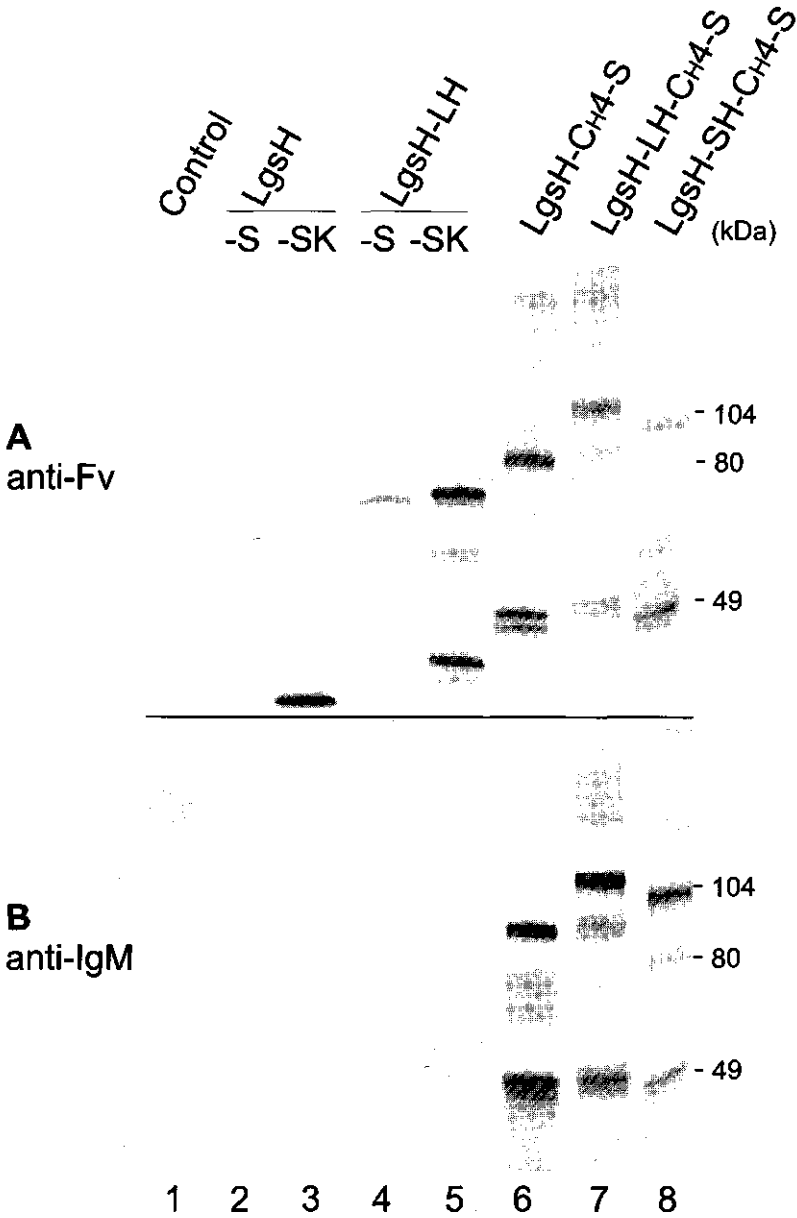 Control
LgsH
LgsH-LH
LgsH-CH4-S
LgsH-LH-CH4-S
LgsH-SH-CH4-S
-S -SK -S -SK (kDa)
A
anti-Fv
- 104
- 80
- 49
B
anti-IgM
- 104
- 80
- 49
1 2 3 4 5 6 7 8